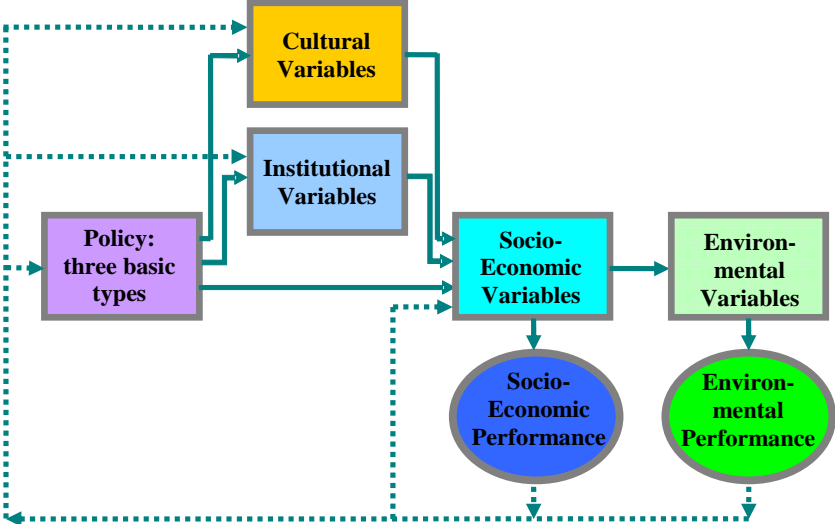 Cultural
Variables
Institutional
Variables
Policy:
three basic
types
Socio-
Economic
Variables
Environ-
mental
Variables
Socio-
Economic
Performance
Environ-
mental
Performance